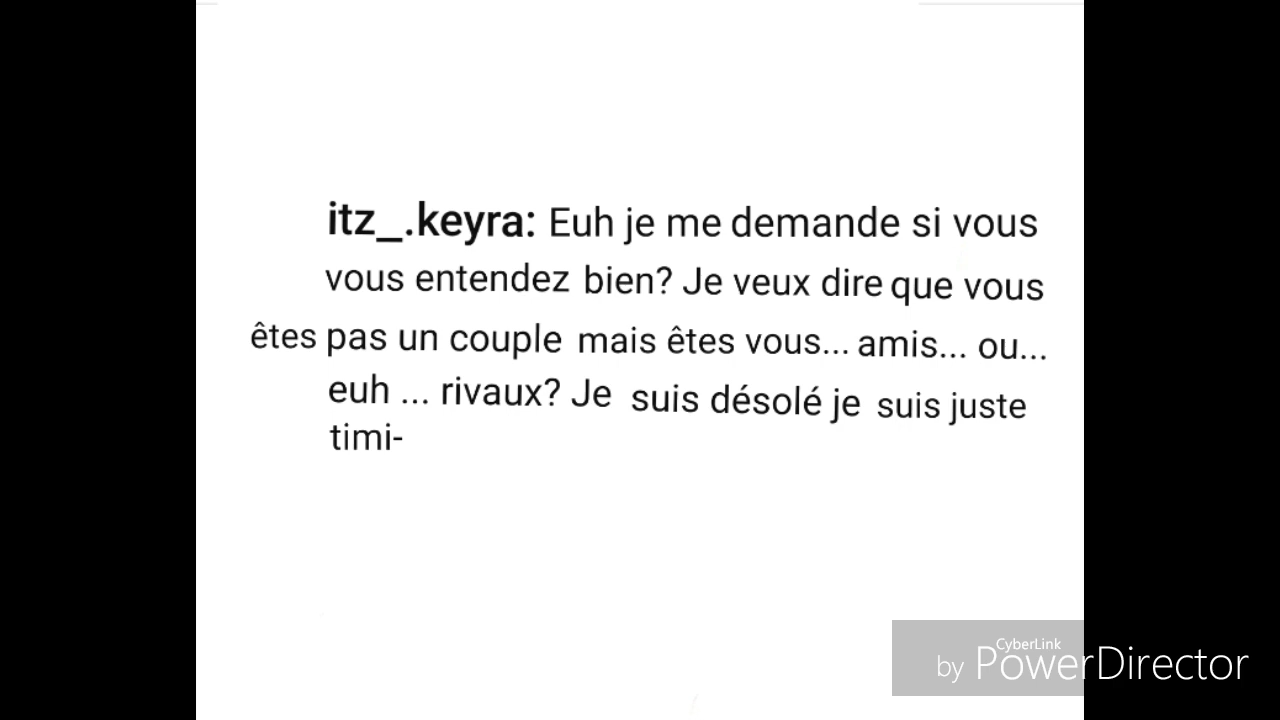 itz_.keyra: Euh je me demande si vous
vous entendez bien? Je veux dire que vous
êtes pas un couple mais êtes vous... amis... ou...
euh ... rivaux? Je suis désolé je suis juste
timi-
CyberLink
by PowerDirector